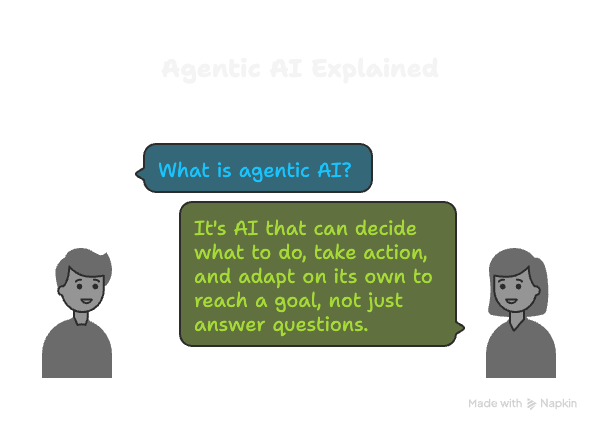 Agentic AI Explained
What is agentic AI?
It's AI that can decide
what to do, take action,
and adapt on its own to
reach a goal, not just
answer questions.
Made with Napkin